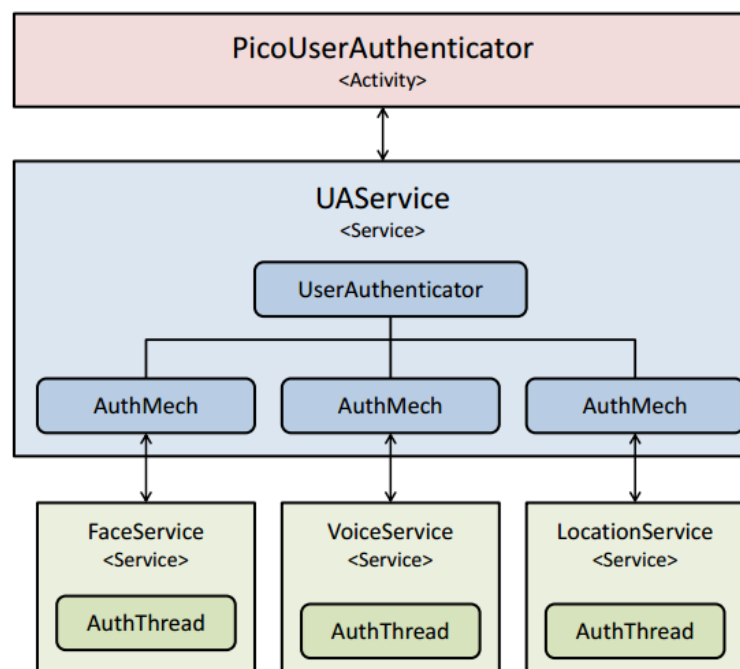 PicoUserAuthenticator
<Activity>
UAService
<Service>
UserAuthenticator
AuthMech
AuthMech
AuthMech
FaceService
<Service>
AuthThread
VoiceService
<Service>
AuthThread
LocationService
<Service>
AuthThread